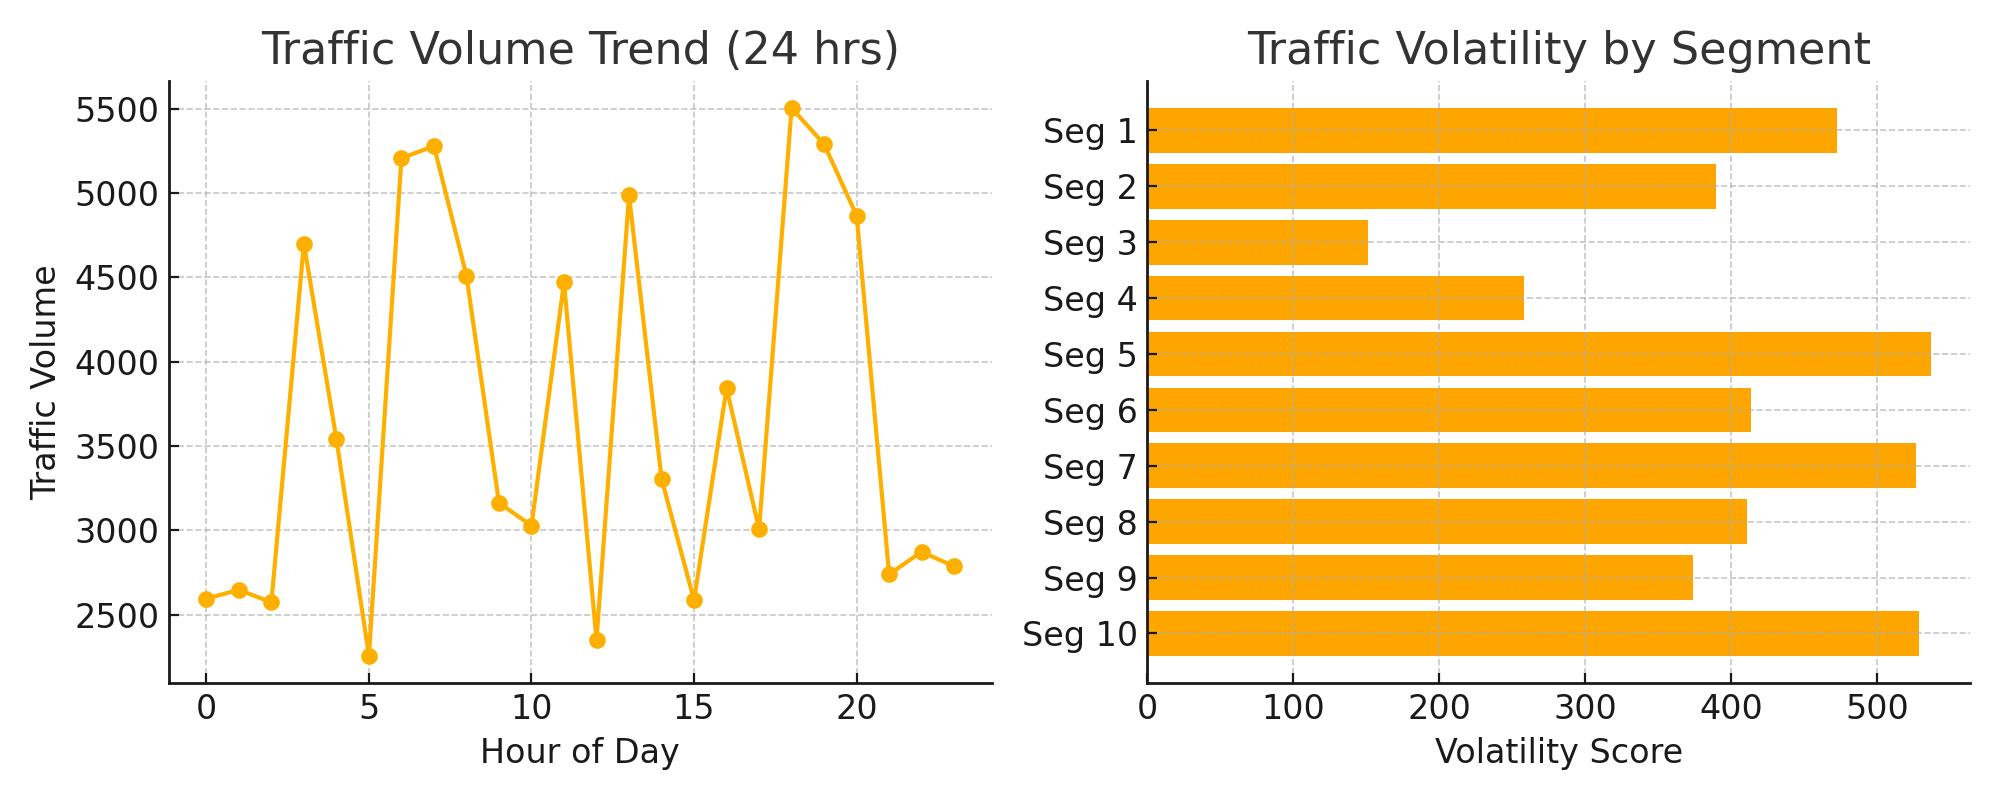 Traffic Volume Trend (24 hrs)
Traffic Volume
5500
5000
4500
4000
3500
3000
2500
0 5 10 15 20
Hour of Day
Traffic Volatility by Segment
Seg 1
Seg 2
Seg 3
Seg 4
Seg 5
Seg 6
Seg 7
Seg 8
Seg 9
Seg 10
0 100 200 300 400 500
Volatility Score